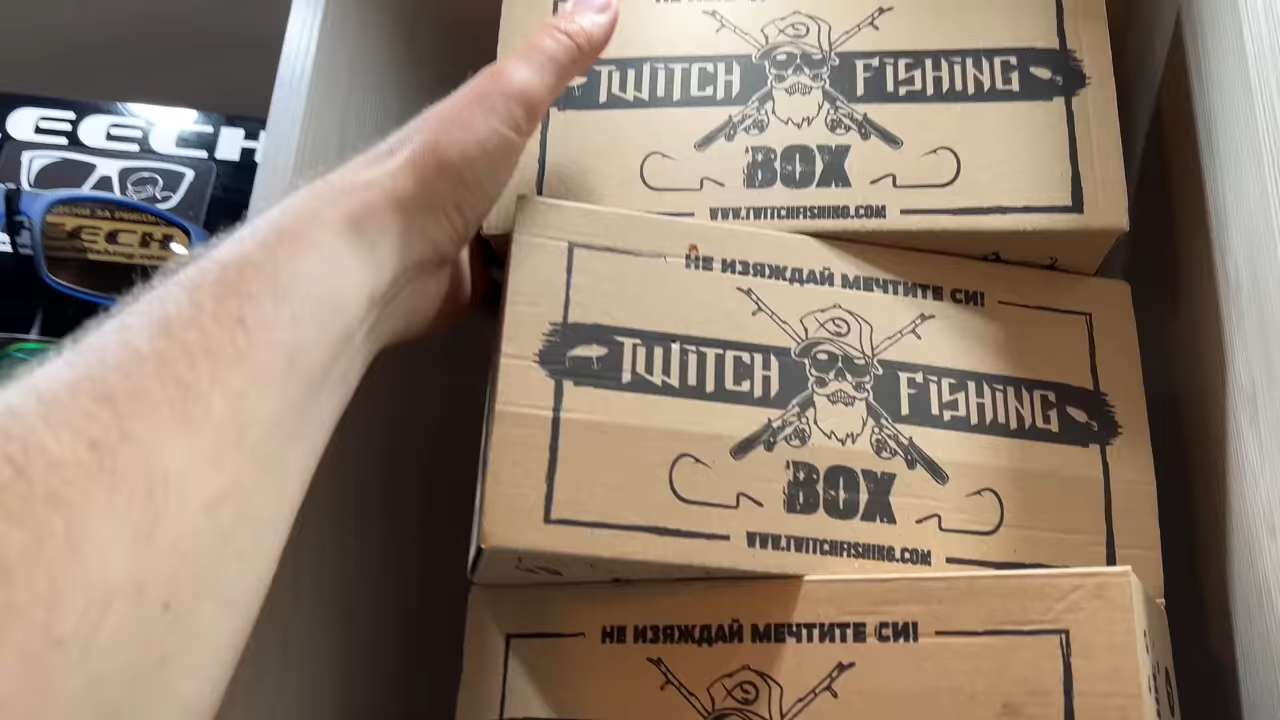 EECH
EECH
TWITCH FISHING
BOX
WWW.TWITCHFISHING.COM
НЕ ИЗЯЖДАЙ МЕЧТИТЕ СИ!
TWITCH FISHING
BOX
WWW.TWITCHFISHING.COM
НЕ ИЗЯЖДАЙ МЕЧТИТЕ СИ!